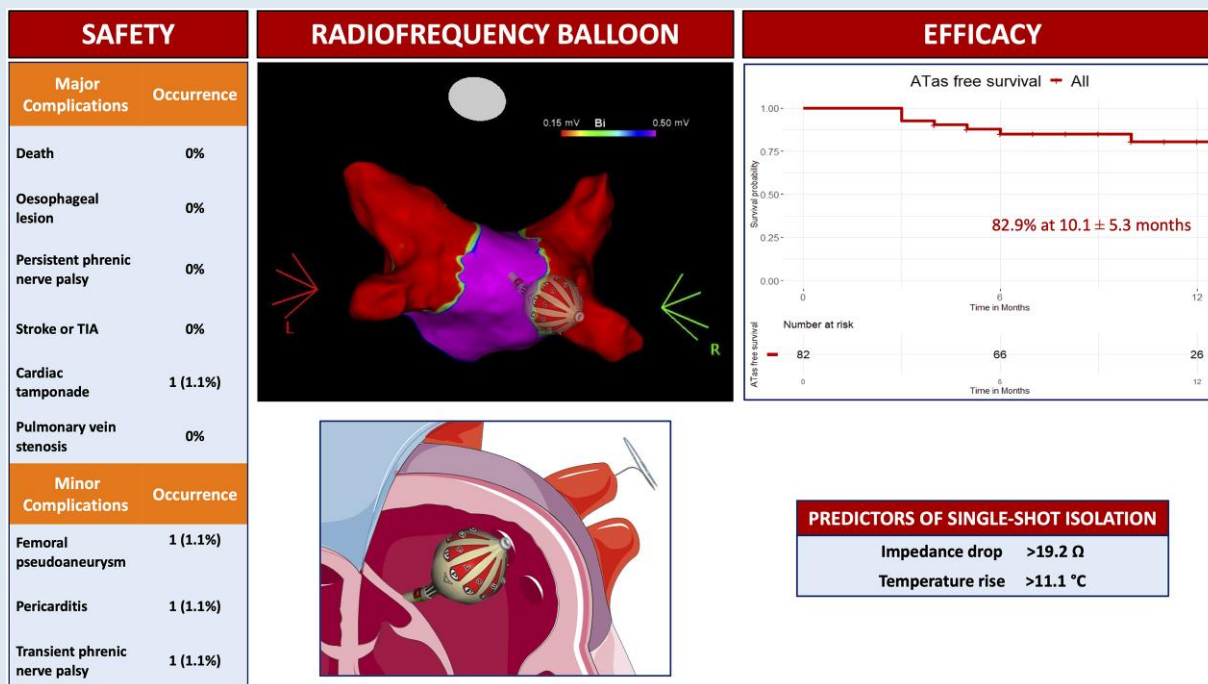 SAFETY
Major Complications Occurrence
Death 0%
Oesophageal lesion 0%
Persistent phrenic nerve palsy 0%
Stroke or TIA 0%
Cardiac tamponade 1 (1.1%)
Pulmonary vein stenosis 0%
Minor Complications Occurrence
Femoral pseudoaneurysm 1 (1.1%)
Pericarditis 1 (1.1%)
Transient phrenic nerve palsy 1 (1.1%)
RADIOFREQUENCY BALLOON
0.15 mV Bi 0.50 mV
L
R
EFFICACY
ATas free survival All
Survival probability
1.00
0.75
0.50
0.25
0.00
82.9% at 10.1 ± 5.3 months
0 6 12
Time in Months
Number at risk
ATas free survival
82 66 26
0 6 12
Time in Months
PREDICTORS OF SINGLE-SHOT ISOLATION
Impedance drop >19.2 Ω
Temperature rise >11.1 °C